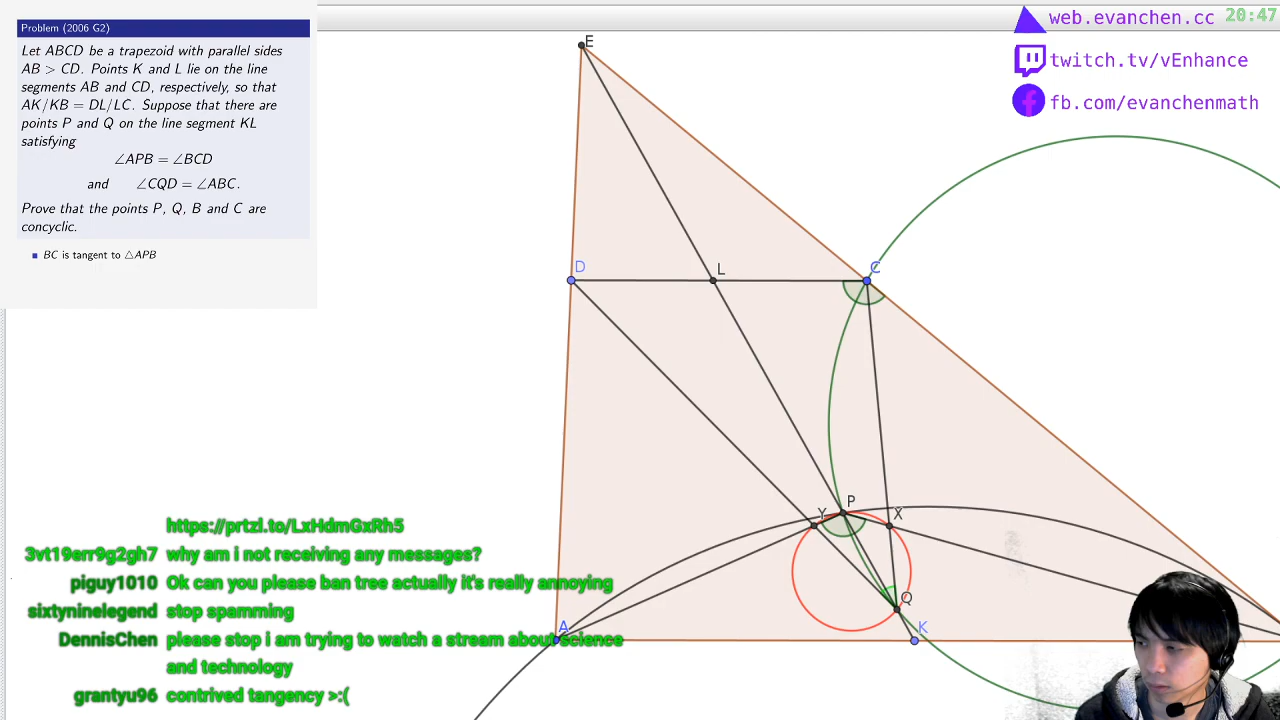 Problem (2006 G2)
Let ABCD be a trapezoid with parallel sides
AB > CD. Points K and L lie on the line
segments AB and CD, respectively, so that
AK/KB = DL/LC. Suppose that there are
points P and Q on the line segment KL
satisfying
∠APB = ∠BCD
and ∠CQD = ∠ABC.
Prove that the points P, Q, B and C are
concyclic.
BC is tangent to △APB
web.evanchen.cc
20:47
twitch.tv/vEnhance
fb.com/evanchenmath
E
D
L
C
P
Y
X
Q
A
K
https://prtzl.to/LxHdmGxRh5
3vt19err9g2gh7 why am i not receiving any messages?
piguy1010 Ok can you please ban tree actually it's really annoying
sixtyninelegend stop spamming
DennisChen please stop i am trying to watch a stream about science
and technology
grantyu96 contrived tangency >:(